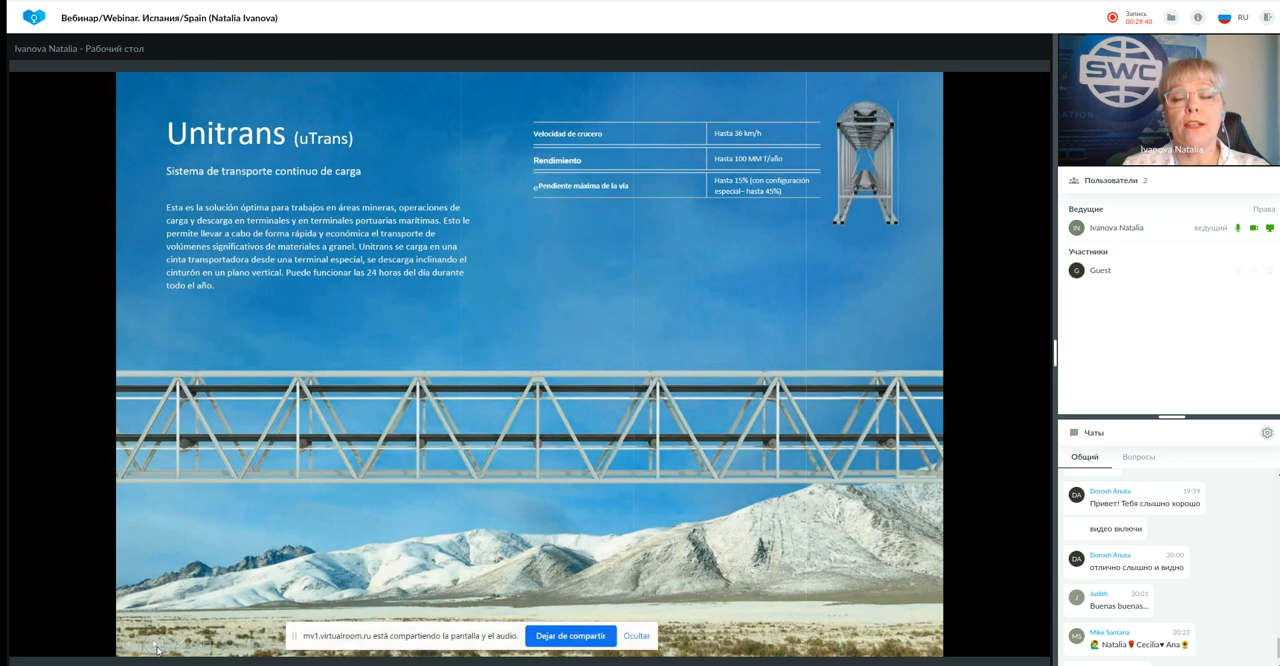 Вебинар/Webinar. Испания/Spain (Natalia Ivanova)
Запись
00:29:40
RU
Ivanova Natalia - Рабочий стол
Unitrans (uTrans)
Sistema de transporte continuo de carga
Esta es la solución óptima para trabajos en áreas mineras, operaciones de
carga y descarga en terminales y en terminales portuarias marítimas. Esto le
permite llevar a cabo de forma rápida y económica el transporte de
volúmenes significativos de materiales a granel. Unitrans se carga en una
cinta transportadora desde una terminal especial, se descarga inclinando el
cinturón en un plano vertical. Puede funcionar las 24 horas del día durante
todo el año.
Velocidad de crucero
Hasta 36 km/h
Rendimiento
Hasta 100 MM T/año
ePendiente máxima de la vía
Hasta 15% (con configuración
especial– hasta 45%)
mv1.virtualroom.ru está compartiendo la pantalla y el audio.
Dejar de compartir
Ocultar
SWC
Ivanova Natalia
Пользователи 2
Ведущие
Права
IN
Ivanova Natalia
ведущий
Участники
G
Guest
Чаты
Общий
Вопросы
DA
Dorosh Anuta
19:59
Привет! Тебя слышно хорошо
видео включи
DA
Dorosh Anuta
20:00
отлично слышно и видно
J
Judith
20:01
Buenas buenas...
MS
Mike Santana
20:23
🙋‍♂️ Natalia🌹Cecilia♥ Ana🌻